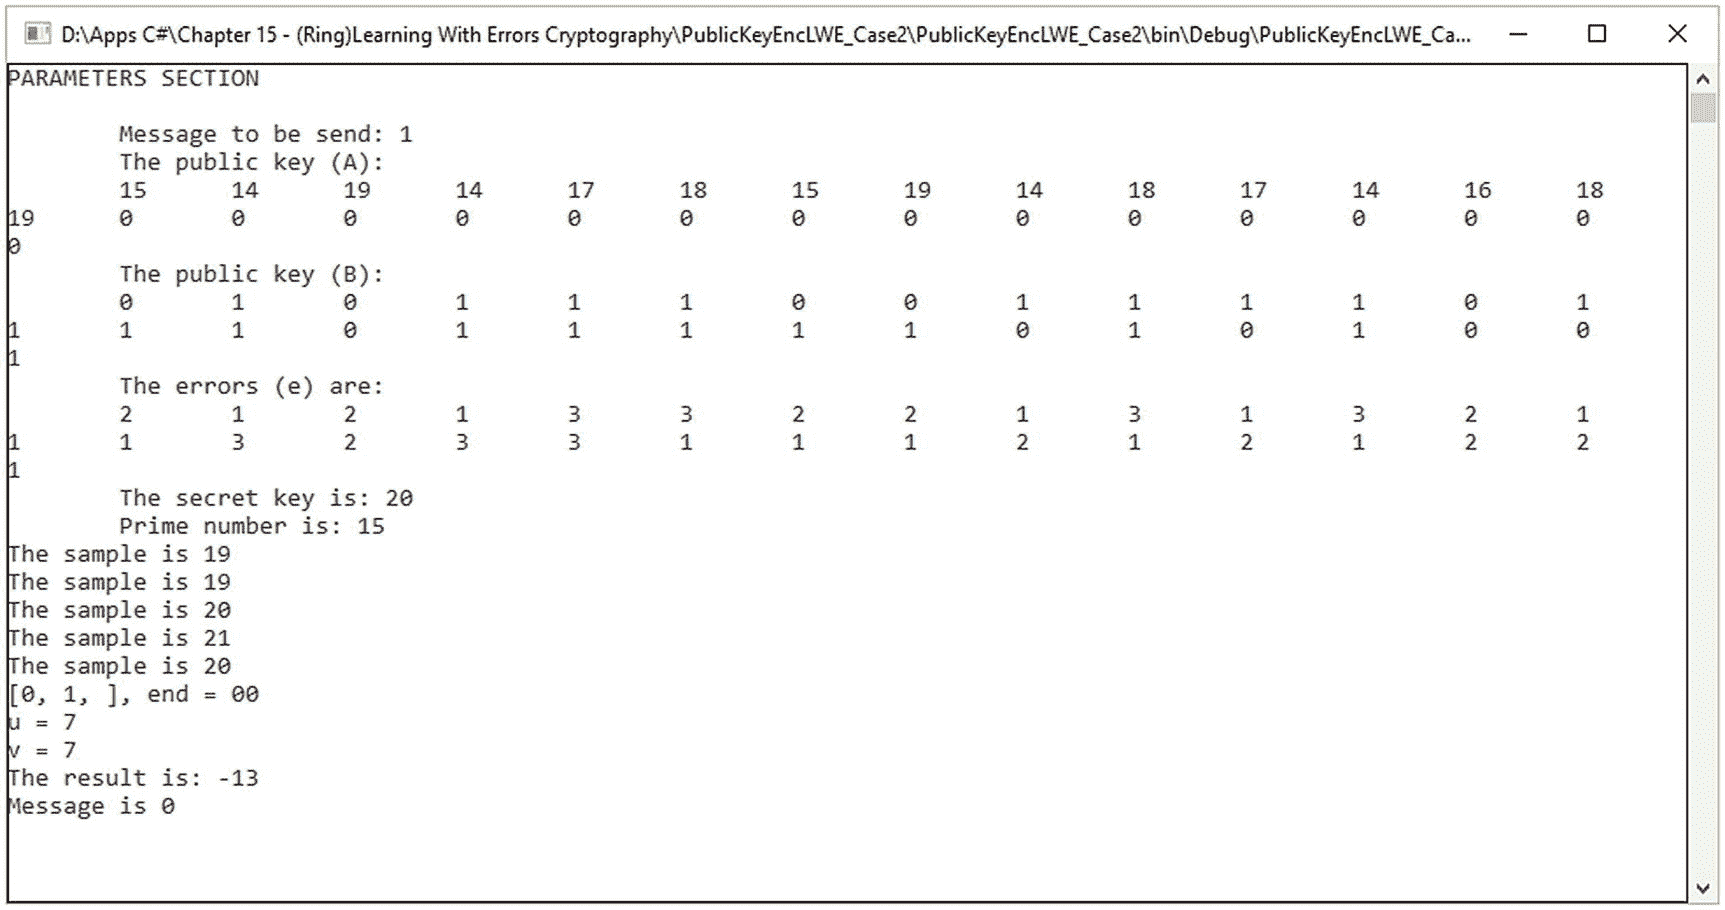 D:\Apps C#\Chapter 15 - (Ring)Learning With Errors Cryptography\PublicKeyEncLWE_Case2\PublicKeyEncLWE_Case2\bin\Debug\PublicKeyEncLWE_Ca...
PARAMETERS SECTION
Message to be send: 1
The public key (A):
15 14 19 14 17 18 15 19 14 18 17 14 16 18
19 0 0 0 0 0 0 0 0 0 0 0 0 0 0
0
The public key (B):
0 1 0 1 1 1 0 0 1 1 1 1 0 1
1 1 1 0 1 1 1 1 1 0 1 0 1 0 0
1
The errors (e) are:
2 1 2 1 3 3 2 2 1 3 1 3 2 1
1 1 3 2 3 3 1 1 1 2 1 2 1 2 2
1
The secret key is: 20
Prime number is: 15
The sample is 19
The sample is 19
The sample is 20
The sample is 21
The sample is 20
[0, 1, ], end = 00
u = 7
v = 7
The result is: -13
Message is 0